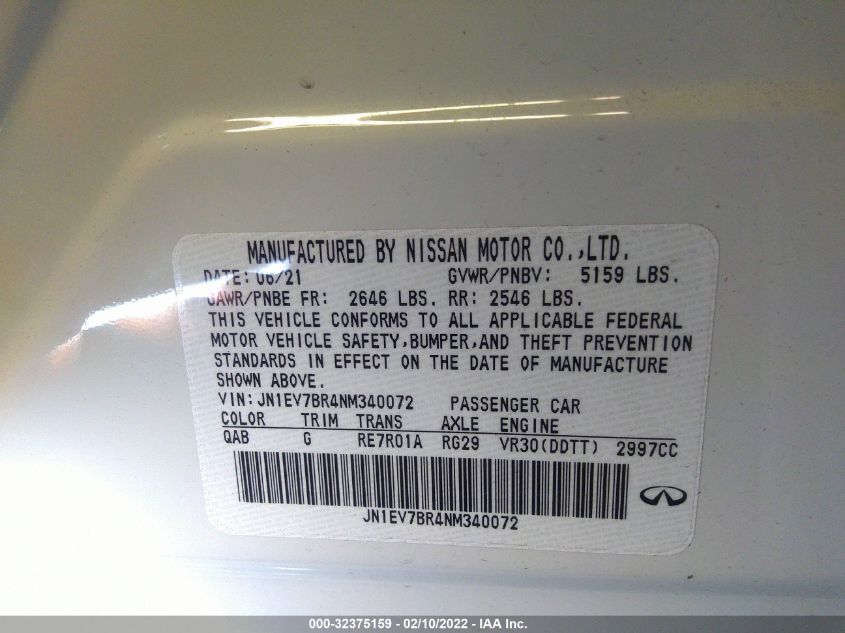 MANUFACTURED BY NISSAN MOTOR CO.,LTD.
DATE: 06/21 GVWR/PNBV: 5159 LBS.
GAWR/PNBE FR: 2646 LBS. RR: 2546 LBS.
THIS VEHICLE CONFORMS TO ALL APPLICABLE FEDERAL
MOTOR VEHICLE SAFETY,BUMPER,AND THEFT PREVENTION
STANDARDS IN EFFECT ON THE DATE OF MANUFACTURE
SHOWN ABOVE.
VIN:JN1EV7BR4NM340072 PASSENGER CAR
COLOR TRIM TRANS AXLE ENGINE
QAB G RE7R01A RG29 VR30(DDTT) 2997CC
JN1EV7BR4NM340072
000-32375159 - 02/10/2022 - IAA Inc.